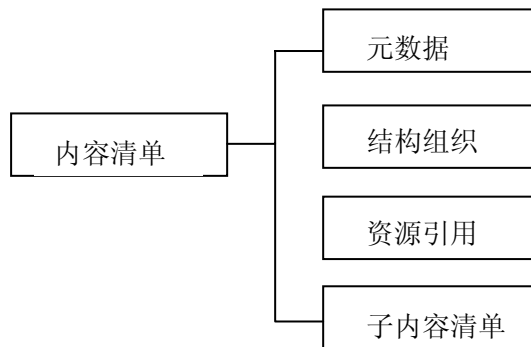 元数据
结构组织
内容清单
资源引用
子内容清单